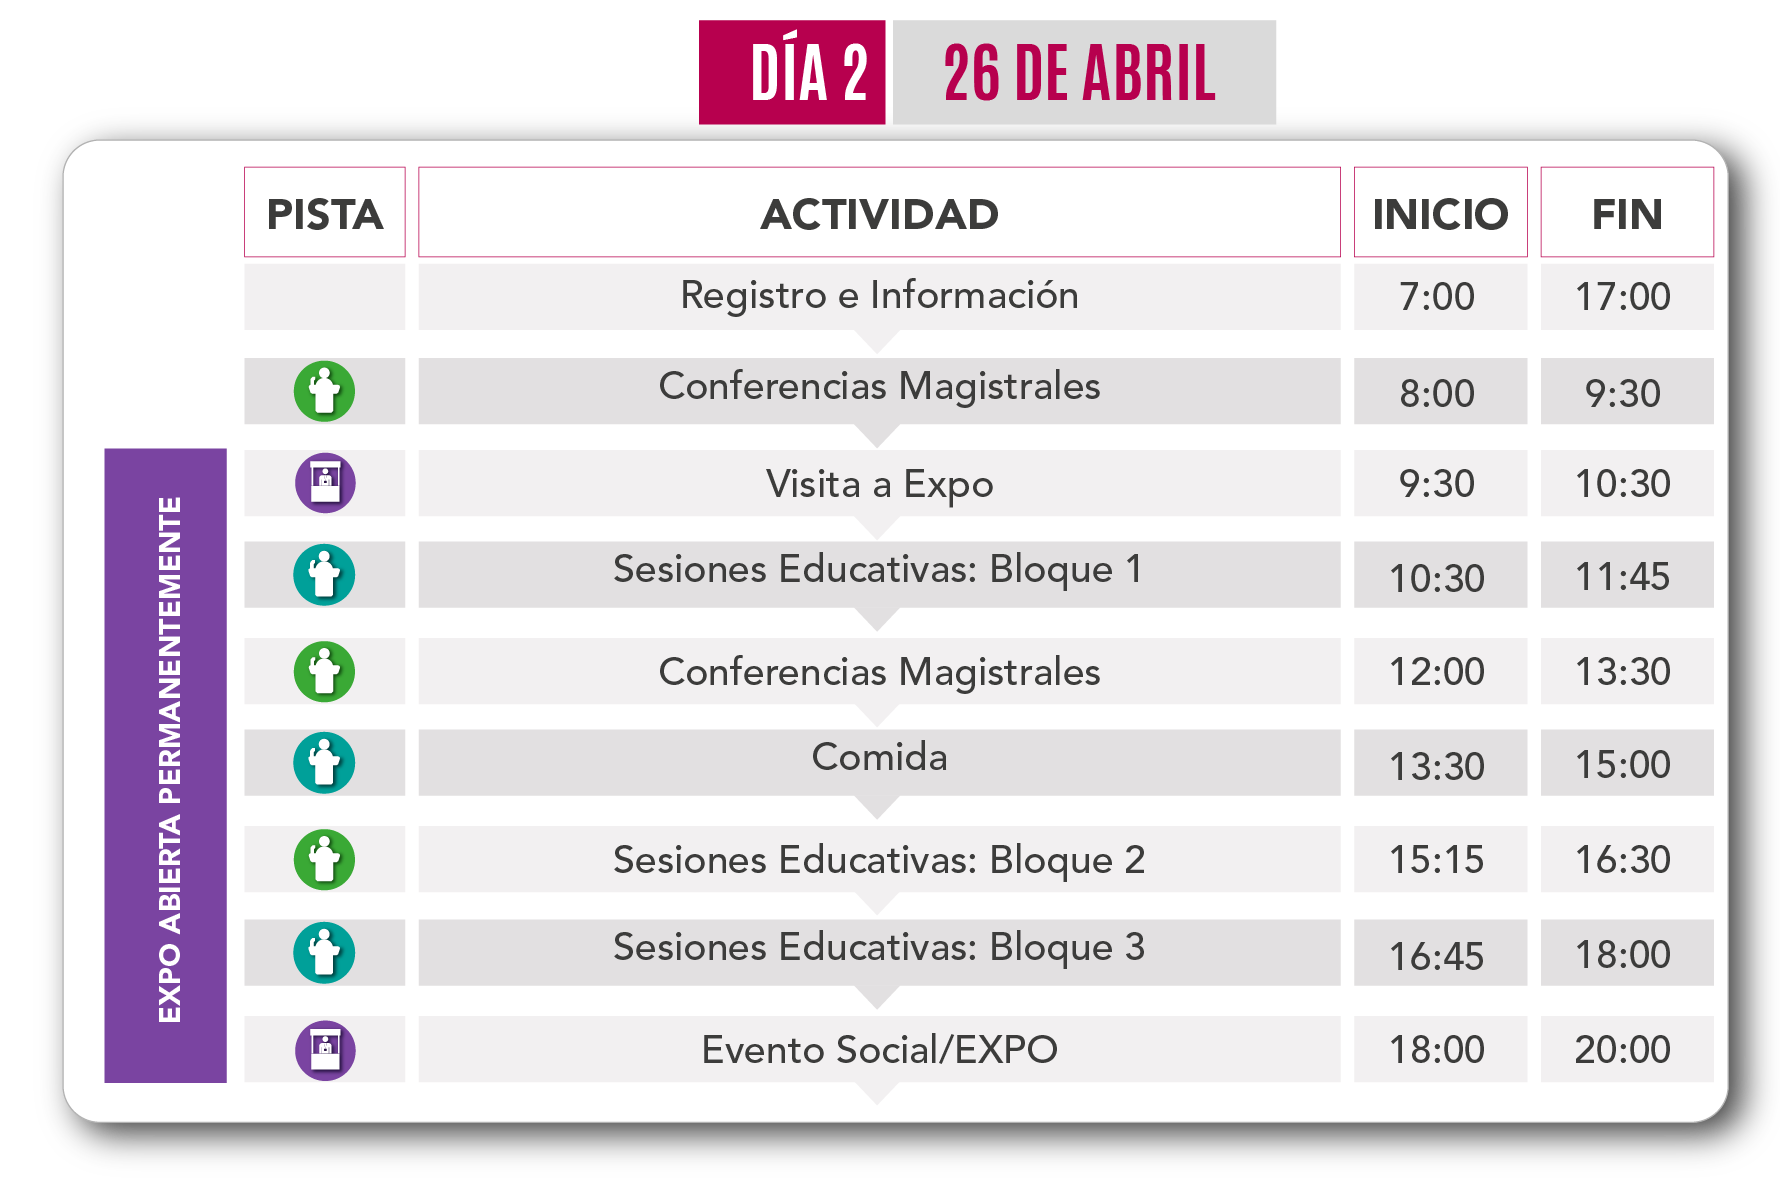 DÍA 2 26 DE ABRIL
PISTA ACTIVIDAD INICIO FIN
Registro e Información 7:00 17:00
Conferencias Magistrales 8:00 9:30
Visita a Expo 9:30 10:30
Sesiones Educativas: Bloque 1 10:30 11:45
Conferencias Magistrales 12:00 13:30
Comida 13:30 15:00
Sesiones Educativas: Bloque 2 15:15 16:30
Sesiones Educativas: Bloque 3 16:45 18:00
Evento Social/EXPO 18:00 20:00
EXPO ABIERTA PERMANENTEMENTE